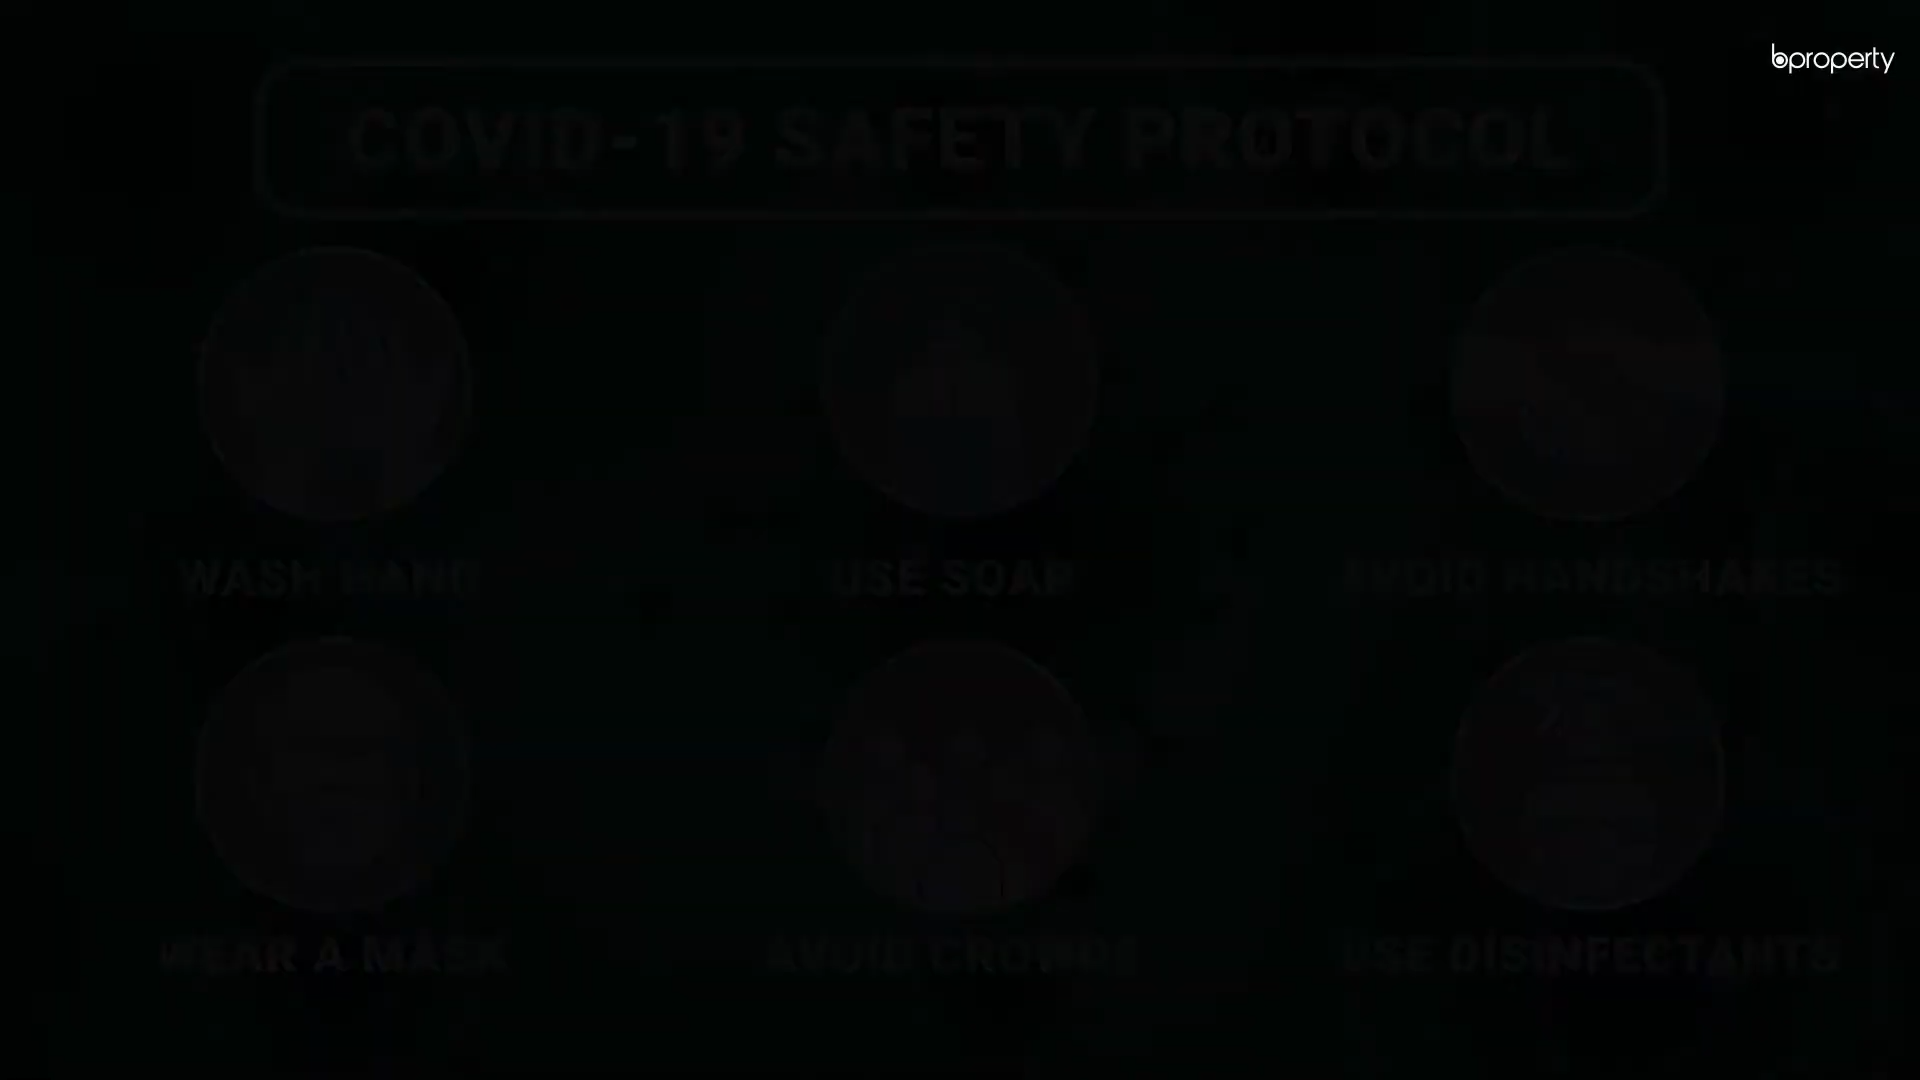 bproperty
COVID-19 SAFETY PROTOCOL
WASH HAND
USE SOAP
AVOID HANDSHAKES
WEAR A MASK
AVOID CROWDS
USE DISINFECTANTS